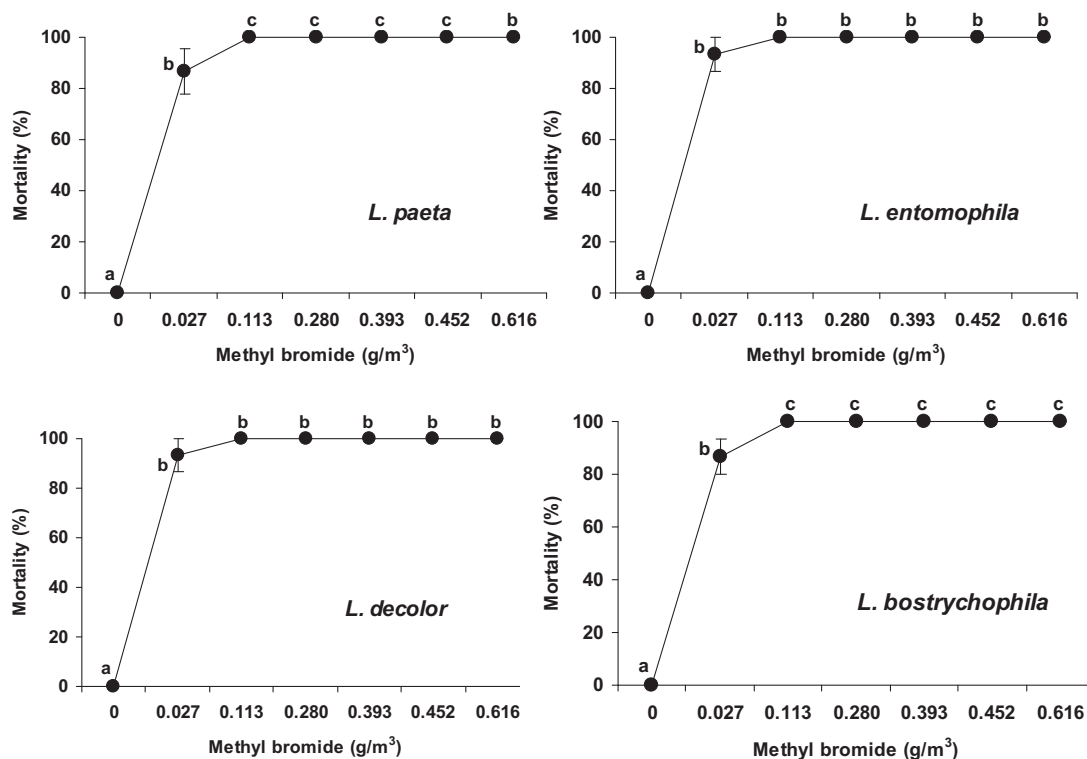 c c c c b
100
b
80
60
Mortality (%)
40
L. paeta
20
a
0
0 0.027 0.113 0.280 0.393 0.452 0.616
Methyl bromide (g/m³)
b b b b b
100
b
80
60
Mortality (%)
40
L. entomophila
20
a
0
0 0.027 0.113 0.280 0.393 0.452 0.616
Methyl bromide (g/m³)
b b b b b
100
b
80
60
Mortality (%)
40
L. decolor
20
a
0
0 0.027 0.113 0.280 0.393 0.452 0.616
Methyl bromide (g/m³)
c c c c c
100
b
80
60
Mortality (%)
40
L. bostrychophila
20
a
0
0 0.027 0.113 0.280 0.393 0.452 0.616
Methyl bromide (g/m³)